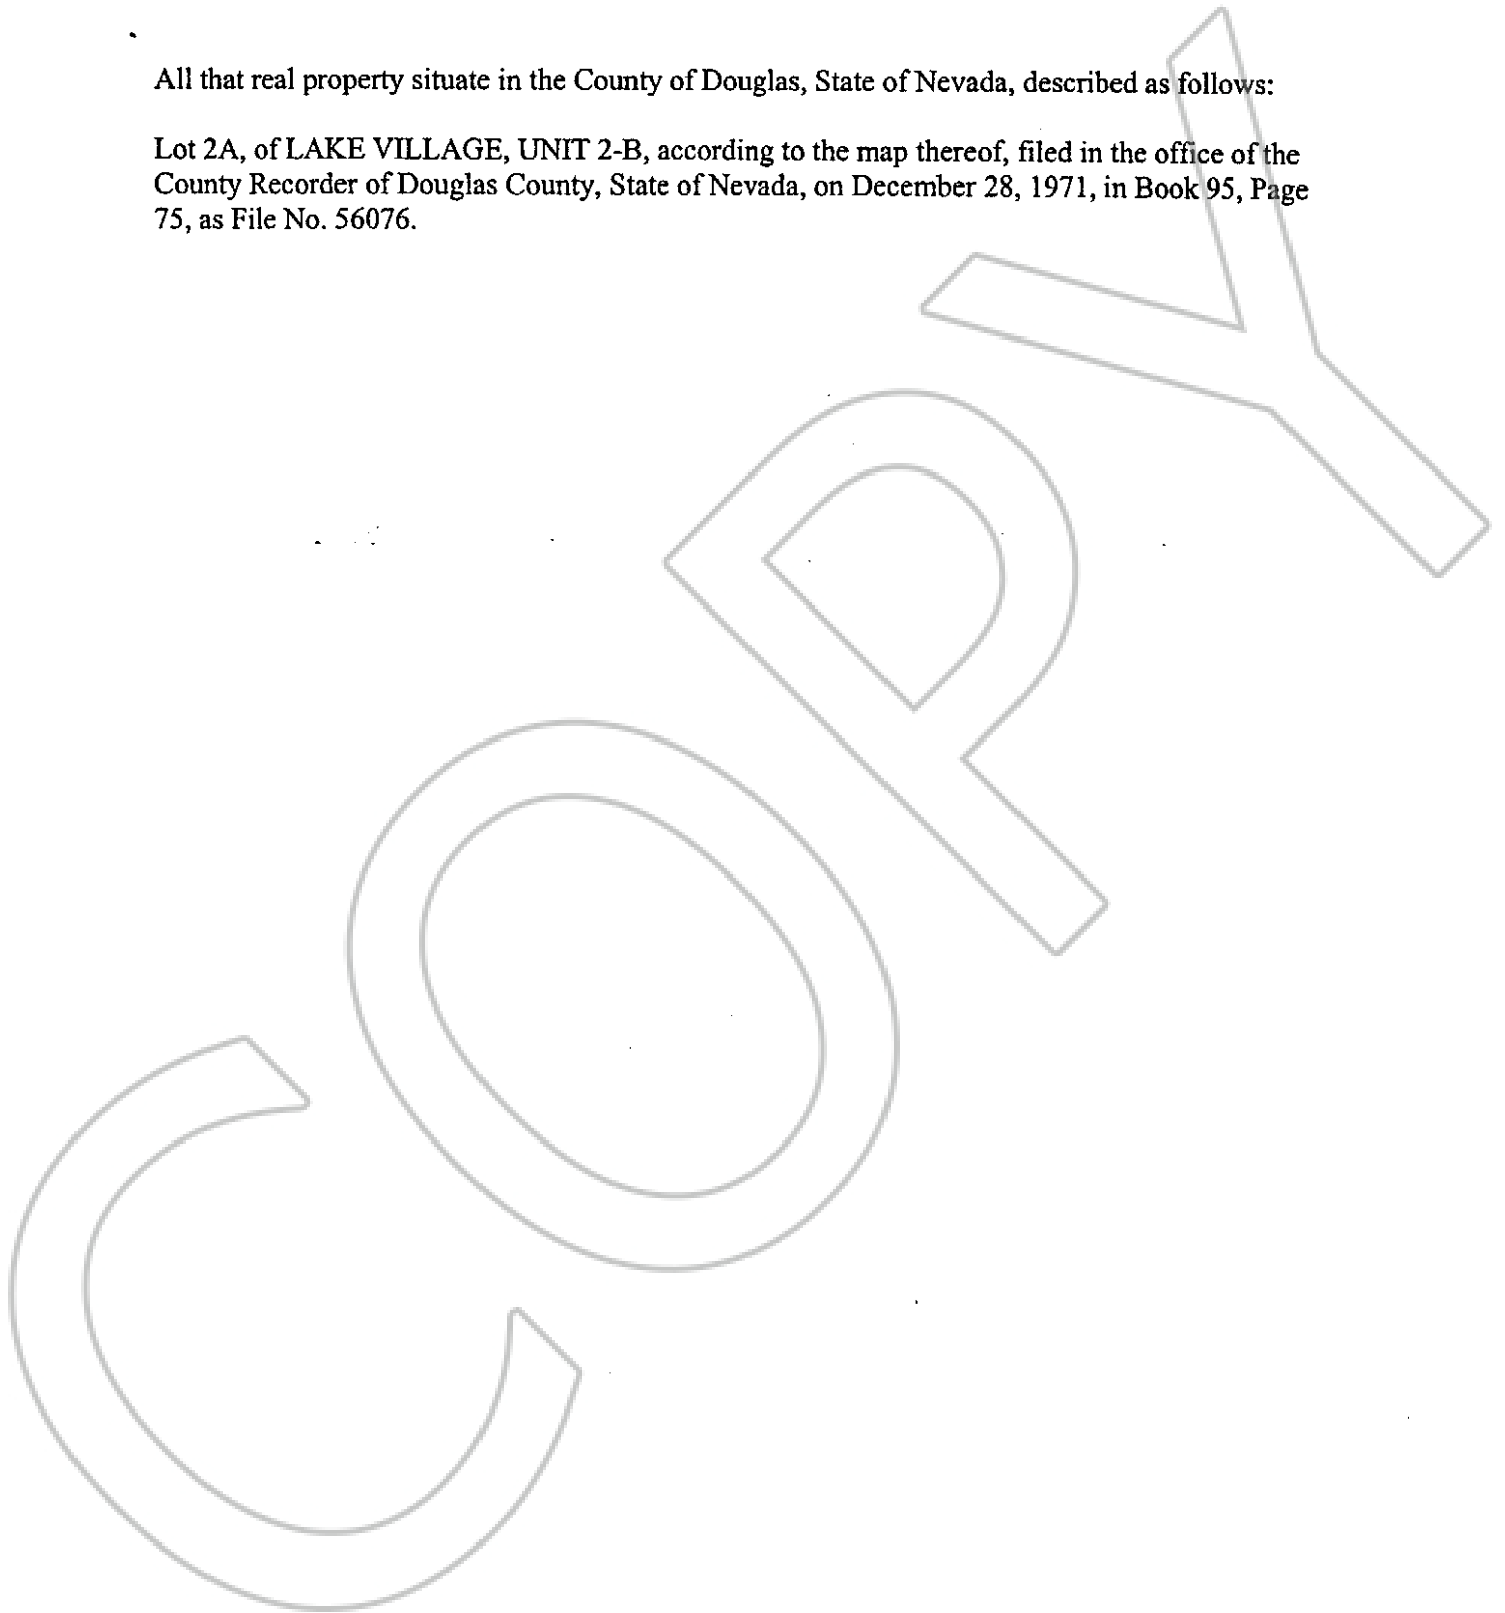 All that real property situate in the County of Douglas, State of Nevada, described as follows:
Lot 2A, of LAKE VILLAGE, UNIT 2-B, according to the map thereof, filed in the office of the
County Recorder of Douglas County, State of Nevada, on December 28, 1971, in Book 95, Page
75, as File No. 56076.
COPY